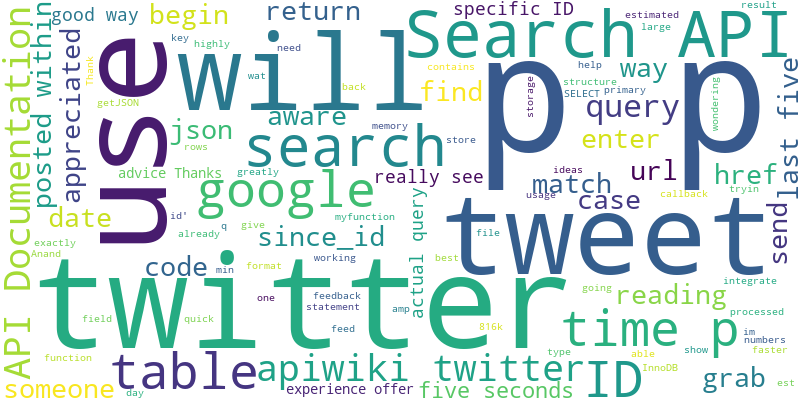 good way
begin
return
specific ID
estimated
result
Search API
large
key
highly
need
use
will
p p
API Documentation
posted within
appreciated
Thank
wat
back
contains
find
way
help
structure
SELECT
primary
storage
wondering
last five
getJSON
json
rows
aware
memory
store
query
enter
search
advice Thanks
greatly
really see
ideas
url
href
match
usage
case
callback
tryin
google
date
id'
already
q
give
myfunction
since_id
actual query
tweet
send
exactly
Anand
code
min
format
working
best
file
going
integrate
twitter
one
feedback
statement
feed
amp
reading
processed
field
quick
816k
im
numbers
time p
function
table
apiwiki twitter
type
able
InnoDB
show
faster
someone
day
experience offer
five seconds
ID
grab
est